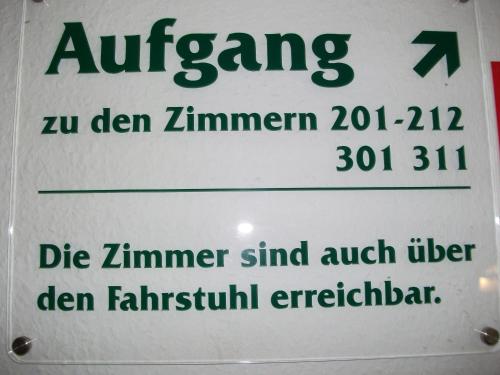 Aufgang
zu den Zimmern 201-212
301 311
Die Zimmer sind auch über
den Fahrstuhl erreichbar.